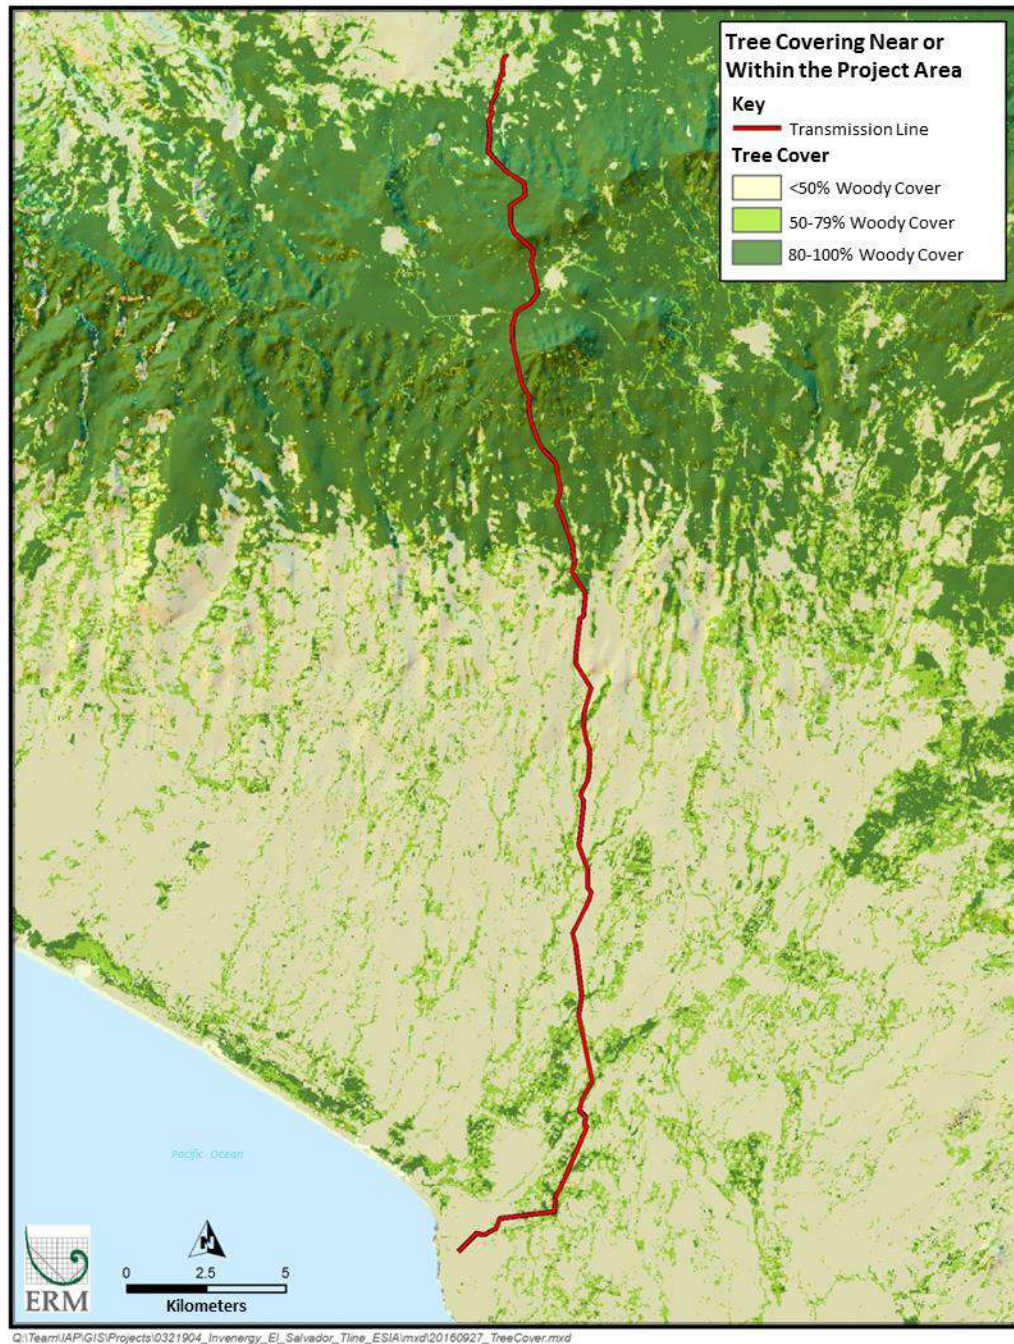 Tree Covering Near or
Within the Project Area
Key
Transmission Line
Tree Cover
<50% Woody Cover
50-79% Woody Cover
80-100% Woody Cover
Pacific Ocean
N
0 2.5 5
Kilometers
ERM
Q:\Team\IAP\GIS\Projects\0321904_Invenergy_El_Salvador_Tline_ESIA\mxd\20160927_TreeCover.mxd